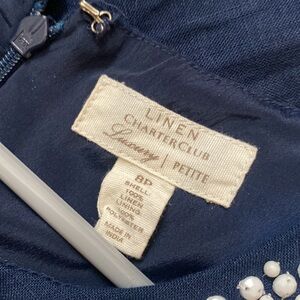 LINEN
CHARTER CLUB
Luxury | PETITE
8P
SHELL:
100%
LINEN
LINING:
100%
POLYESTER
MADE IN
INDIA